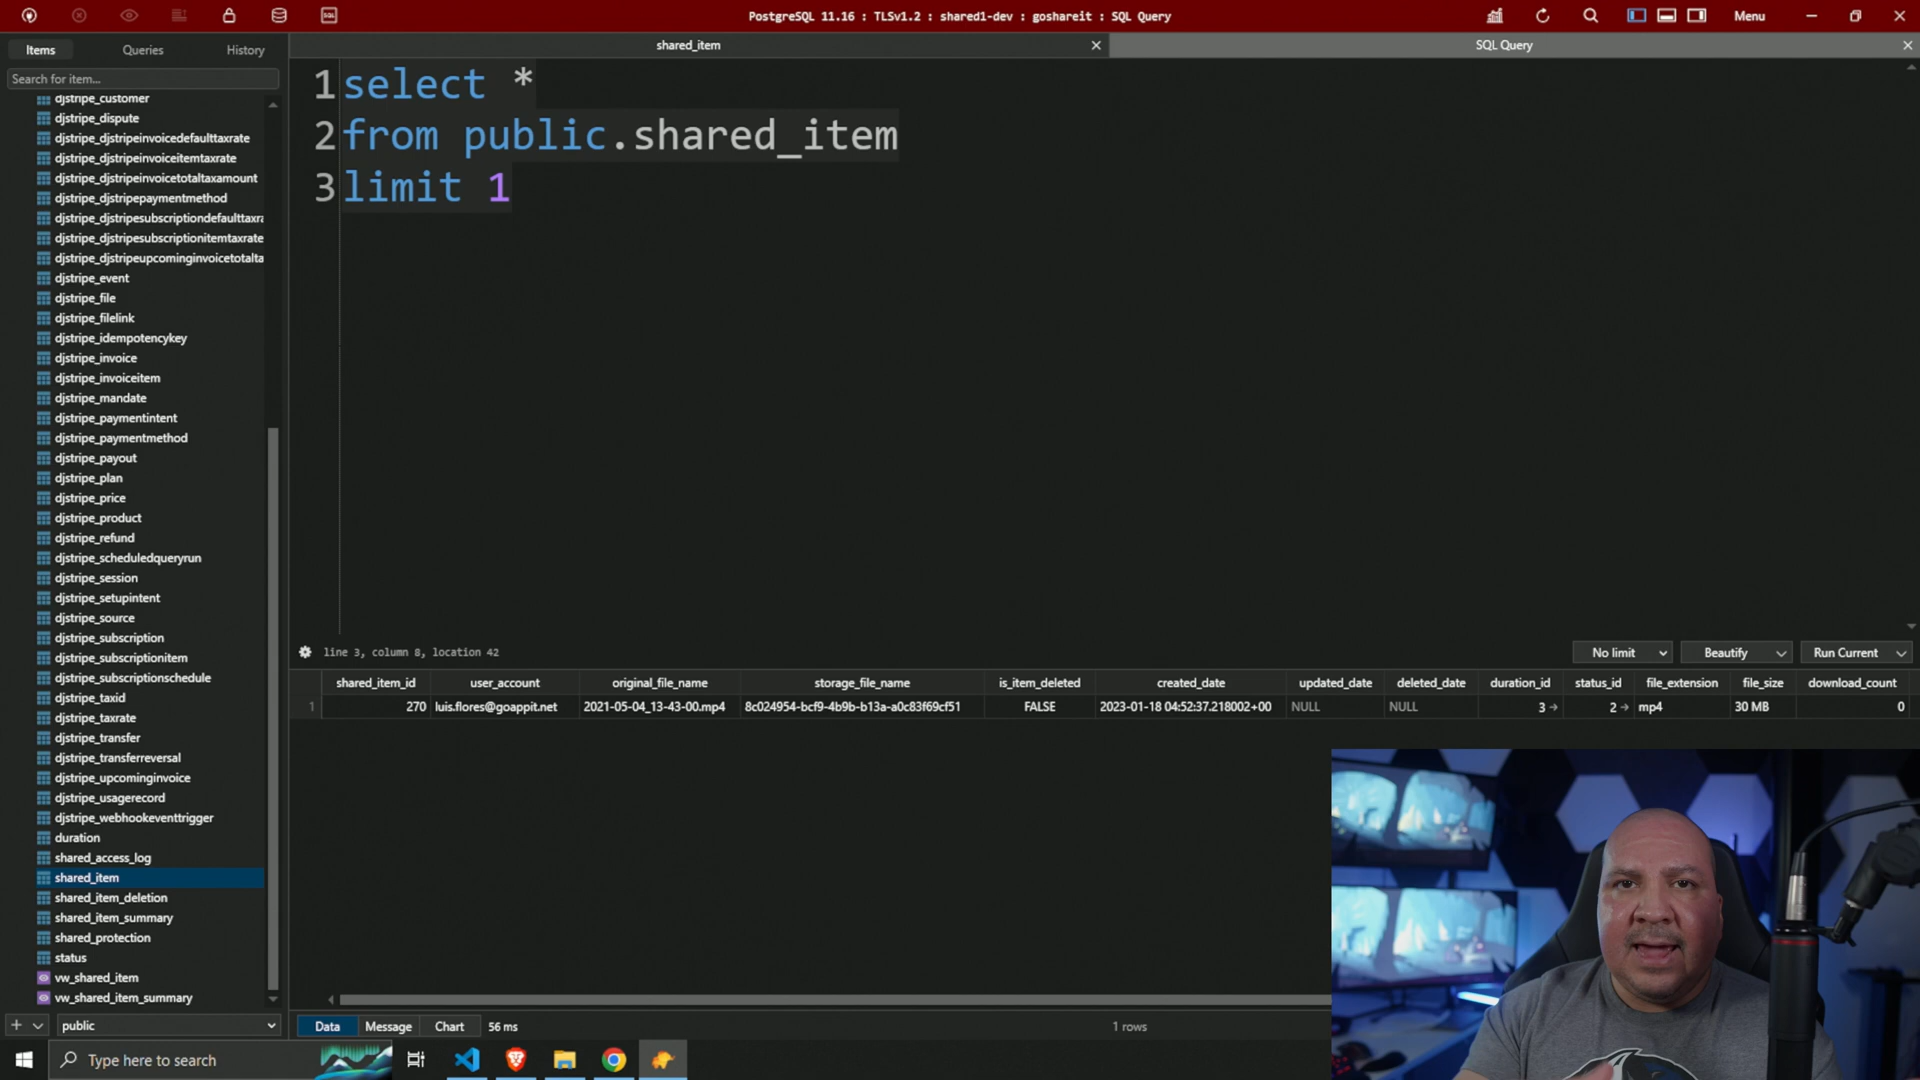 PostgreSQL 11.16 : TLSv1.2 : shared1-dev : goshareit : SQL Query
Menu
Items
Queries
History
shared_item
SQL Query
Search for item...
djstripe_customer
djstripe_dispute
djstripe_djstripeinvoicedefaulttaxrate
djstripe_djstripeinvoiceitemtaxrate
djstripe_djstripeinvoicetotaltaxamount
djstripe_djstripepaymentmethod
djstripe_djstripesubscriptiondefaulttaxra
djstripe_djstripesubscriptionitemtaxrate
djstripe_djstripeupcominginvoicetotalta
djstripe_event
djstripe_file
djstripe_filelink
djstripe_idempotencykey
djstripe_invoice
djstripe_invoiceitem
djstripe_mandate
djstripe_paymentintent
djstripe_paymentmethod
djstripe_payout
djstripe_plan
djstripe_price
djstripe_product
djstripe_refund
djstripe_scheduledqueryrun
djstripe_session
djstripe_setupintent
djstripe_source
djstripe_subscription
djstripe_subscriptionitem
djstripe_subscriptionschedule
djstripe_taxid
djstripe_taxrate
djstripe_transfer
djstripe_transferreversal
djstripe_upcominginvoice
djstripe_usagerecord
djstripe_webhookeventtrigger
duration
shared_access_log
shared_item
shared_item_deletion
shared_item_summary
shared_protection
status
vw_shared_item
vw_shared_item_summary
public
1 select *
2 from public.shared_item
3 limit 1
line 3, column 8, location 42
No limit
Beautify
Run Current
shared_item_id user_account original_file_name storage_file_name is_item_deleted created_date updated_date deleted_date duration_id status_id file_extension file_size download_count
1 270 luis.flores@goappit.net 2021-05-04_13-43-00.mp4 8c024954-bcf9-4b9b-b13a-a0c83f69cf51 FALSE 2023-01-18 04:52:37.218002+00 NULL NULL 3 → 2 → mp4 30 MB 0
Data
Message
Chart
56 ms
1 rows
Type here to search